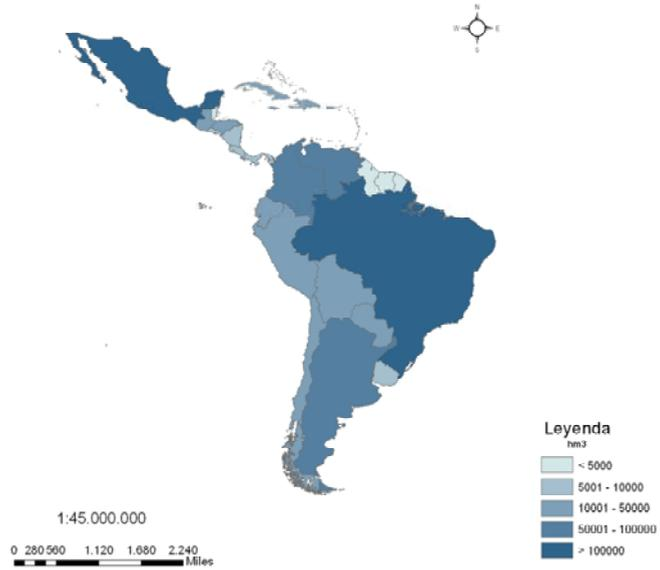 N
W E
S
Leyenda
hm3
< 5000
5001 - 10000
10001 - 50000
50001 - 100000
> 100000
1:45.000.000
0 280 560 1.120 1.680 2.240
Miles